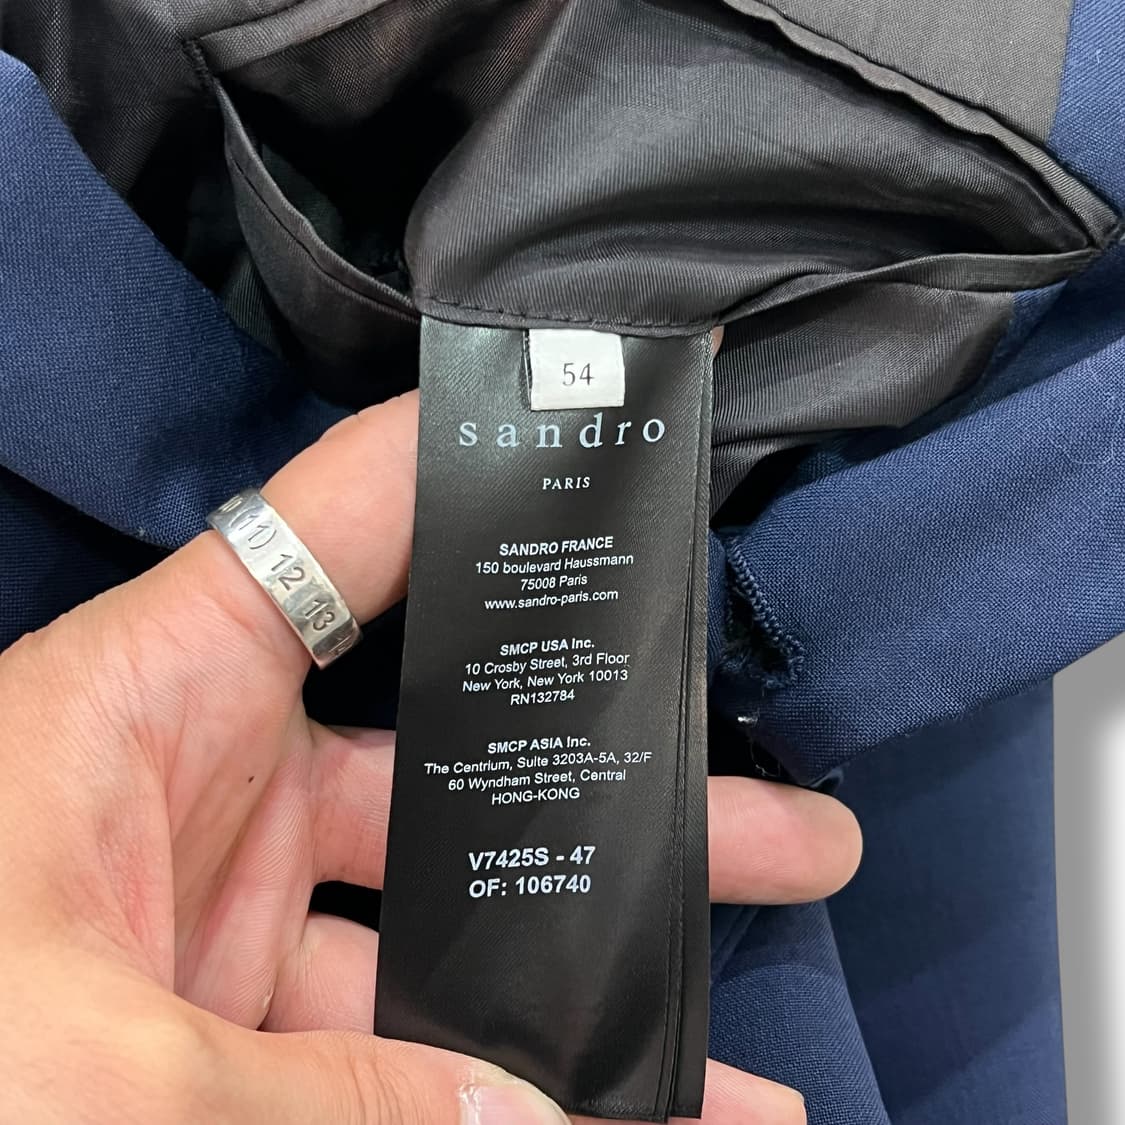 54
sandro
PARIS
SANDRO FRANCE
150 boulevard Haussmann
75008 Paris
www.sandro-paris.com
SMCP USA Inc.
10 Crosby Street, 3rd Floor
New York, New York 10013
RN132784
SMCP ASIA Inc.
The Centrium, Suite 3203A-5A, 32/F
60 Wyndham Street, Central
HONG-KONG
V7425S - 47
OF: 106740
(11) 12 13